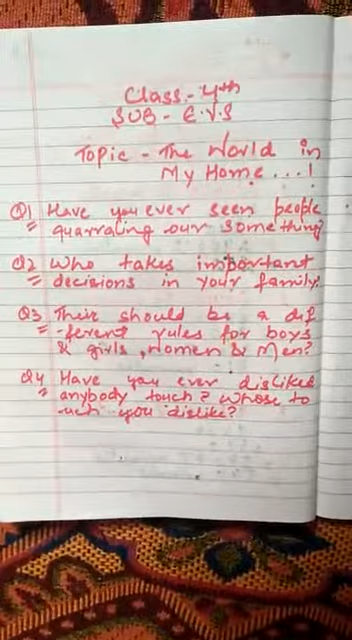 Class - 4th
SUB - E.V.S
Topic - The World in
My Home...!
Q1 Have you ever seen people
quarraling our something?
Q2 Who takes important
decisions in your family?
Q3 Their should be a dif
-ferent rules for boys
& girls, Women & Men?
Q4 Have you ever disliked
anybody touch? Whose to
uch you dislike?